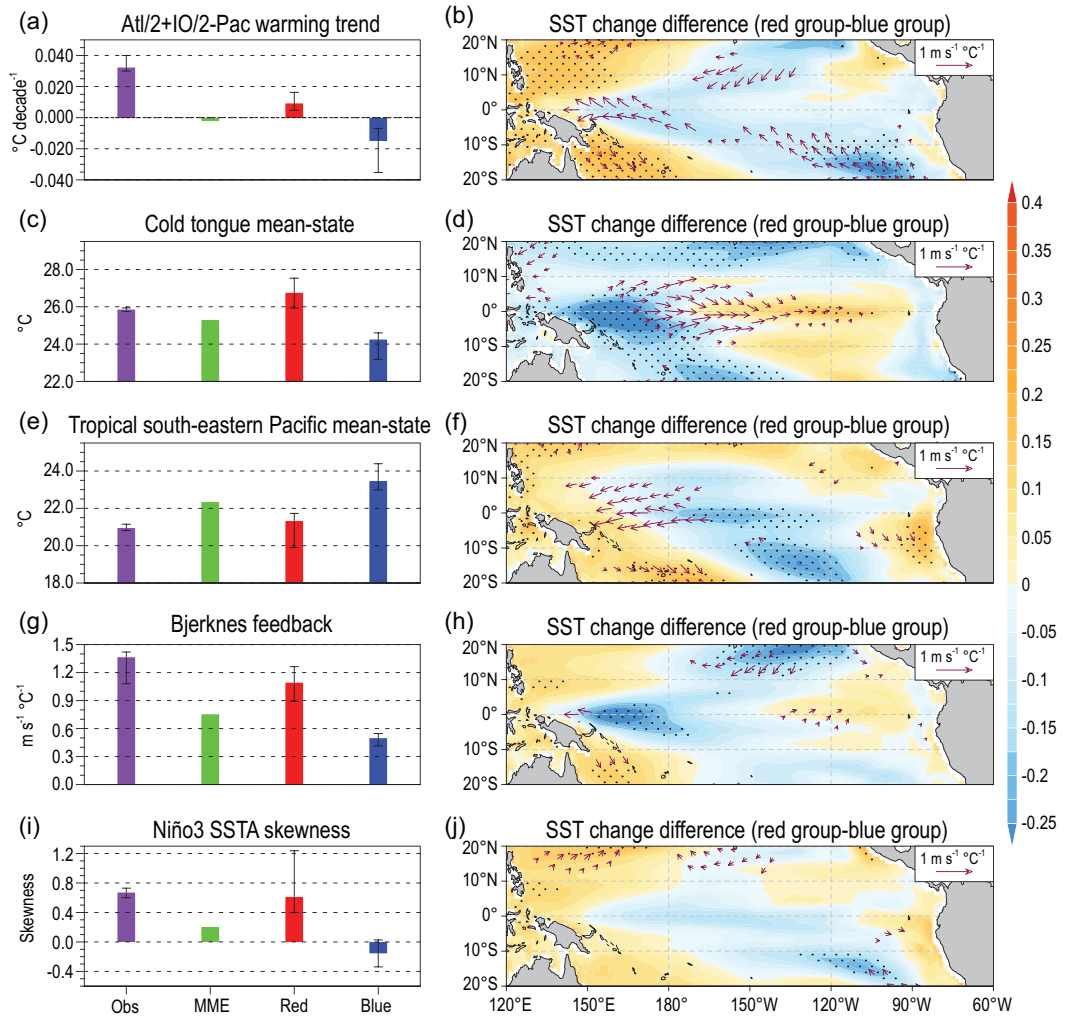 (a) Atl/2+IO/2-Pac warming trend
°C decade⁻¹
0.040
0.020
0.000
-0.020
-0.040
(b) SST change difference (red group-blue group)
1 m s⁻¹ °C⁻¹
20°N
10°N
0°
10°S
20°S
(c) Cold tongue mean-state
°C
28.0
26.0
24.0
22.0
(d) SST change difference (red group-blue group)
1 m s⁻¹ °C⁻¹
20°N
10°N
0°
10°S
20°S
(e) Tropical south-eastern Pacific mean-state
°C
24.0
22.0
20.0
18.0
(f) SST change difference (red group-blue group)
1 m s⁻¹ °C⁻¹
20°N
10°N
0°
10°S
20°S
(g) Bjerknes feedback
m s⁻¹ °C⁻¹
1.5
1.2
0.9
0.6
0.3
0.0
(h) SST change difference (red group-blue group)
1 m s⁻¹ °C⁻¹
20°N
10°N
0°
10°S
20°S
(i) Niño3 SSTA skewness
Skewness
1.2
0.8
0.4
0.0
-0.4
Obs MME Red Blue
(j) SST change difference (red group-blue group)
1 m s⁻¹ °C⁻¹
20°N
10°N
0°
10°S
20°S
120°E 150°E 180° 150°W 120°W 90°W 60°W
0.4
0.35
0.3
0.25
0.2
0.15
0.1
0.05
0
-0.05
-0.1
-0.15
-0.2
-0.25